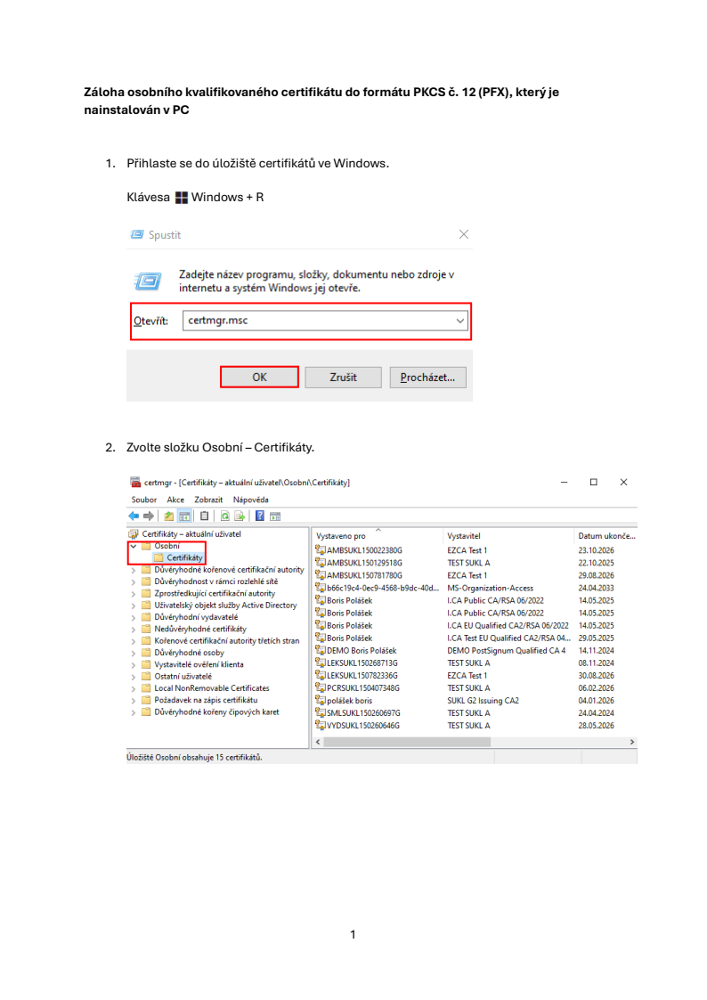 Záloha osobního kvalifikovaného certifikátu do formátu PKCS č. 12 (PFX), který je
nainstalován v PC
1. Přihlaste se do úložiště certifikátů ve Windows.
Klávesa Windows + R
Spustit
Zadejte název programu, složky, dokumentu nebo zdroje v
internetu a systém Windows jej otevře.
Otevřít: certmgr.msc
OK Zrušit Procházet...
2. Zvolte složku Osobní – Certifikáty.
certmgr - [Certifikáty – aktuální uživatel\Osobní\Certifikáty]
Soubor Akce Zobrazit Nápověda
Certifikáty – aktuální uživatel
Osobní
Certifikáty
Důvěryhodné kořenové certifikační autority
Důvěryhodnost v rámci rozlehlé sítě
Zprostředkující certifikační autority
Uživatelský objekt služby Active Directory
Důvěryhodní vydavatelé
Nedůvěryhodné certifikáty
Kořenové certifikační autority třetích stran
Důvěryhodné osoby
Vystavitelé ověření klienta
Ostatní uživatelé
Local NonRemovable Certificates
Požadavek na zápis certifikátu
Důvěryhodné kořeny čipových karet
Vystaveno pro Vystavitel Datum ukonče...
AMBSUKL150022380G EZCA Test 1 23.10.2026
AMBSUKL150129518G TEST SUKL A 22.10.2025
AMBSUKL150781780G EZCA Test 1 29.08.2026
b66c19c4-0ec9-4568-b9dc-40d... MS-Organization-Access 24.04.2033
Boris Polášek I.CA Public CA/RSA 06/2022 14.05.2025
Boris Polášek I.CA Public CA/RSA 06/2022 14.05.2025
Boris Polášek I.CA EU Qualified CA2/RSA 06/2022 14.05.2025
Boris Polášek I.CA Test EU Qualified CA2/RSA 04... 29.05.2025
DEMO Boris Polášek DEMO PostSignum Qualified CA 4 14.11.2024
LEKSUKL150268713G TEST SUKL A 08.11.2024
LEKSUKL150782336G EZCA Test 1 30.08.2026
PCRSUKL150407348G TEST SUKL A 06.02.2026
polášek boris SUKL G2 Issuing CA2 04.01.2026
SMLSUKL150260697G TEST SUKL A 24.04.2024
VYDSUKL150260646G TEST SUKL A 28.05.2026
Úložiště Osobní obsahuje 15 certifikátů.
1